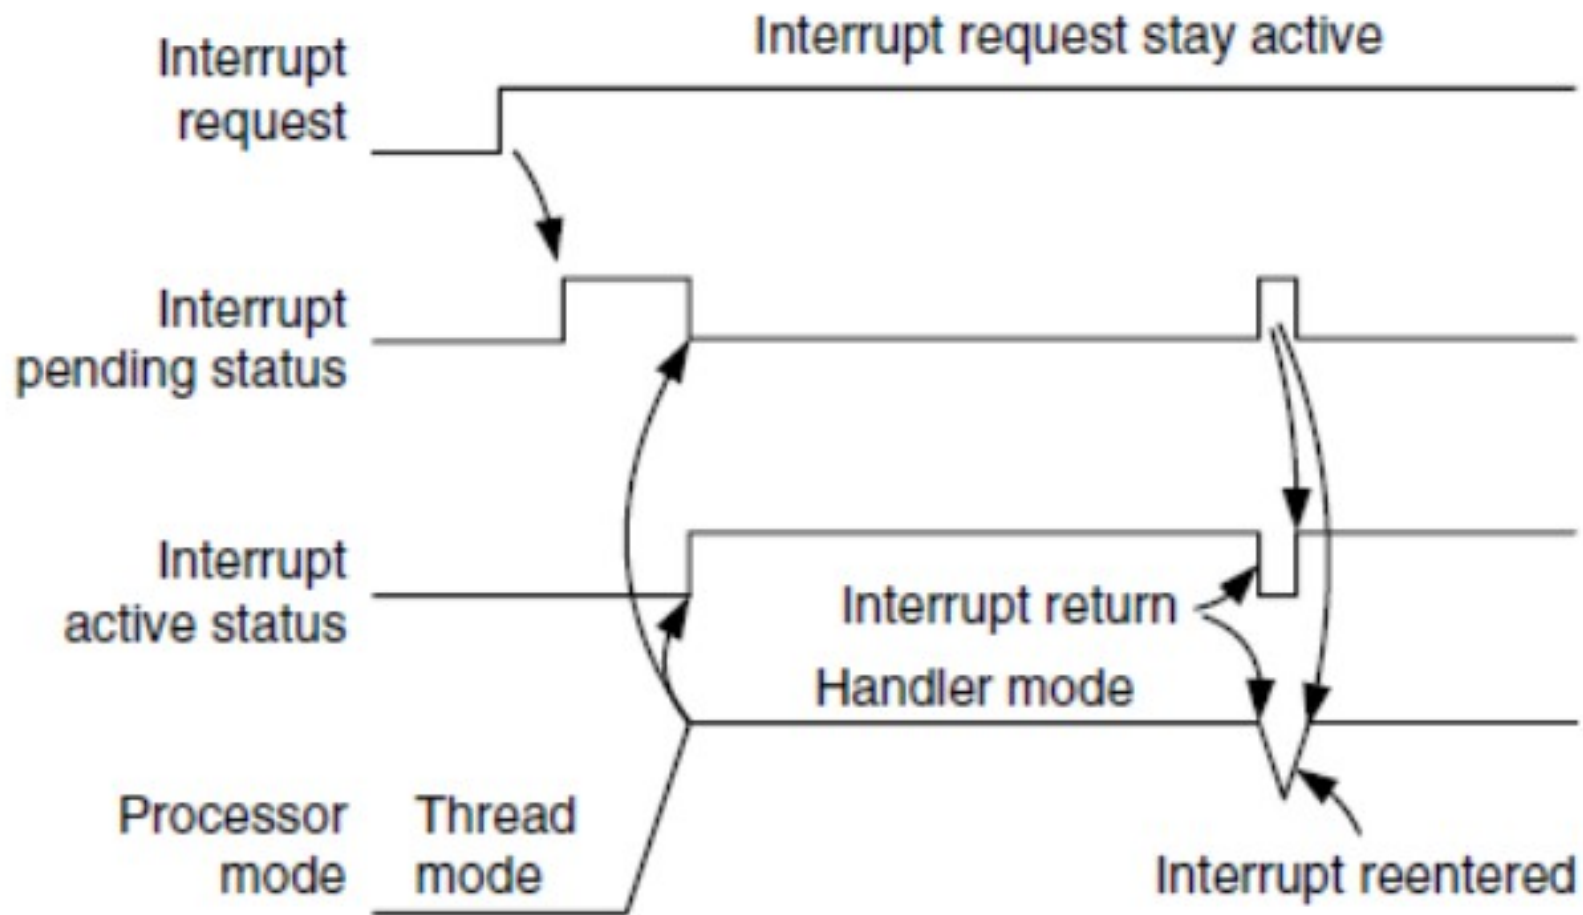 Interrupt request stay active
Interrupt
request
Interrupt
pending status
Interrupt
active status
Interrupt return
Handler mode
Processor
mode
Thread
mode
Interrupt reentered